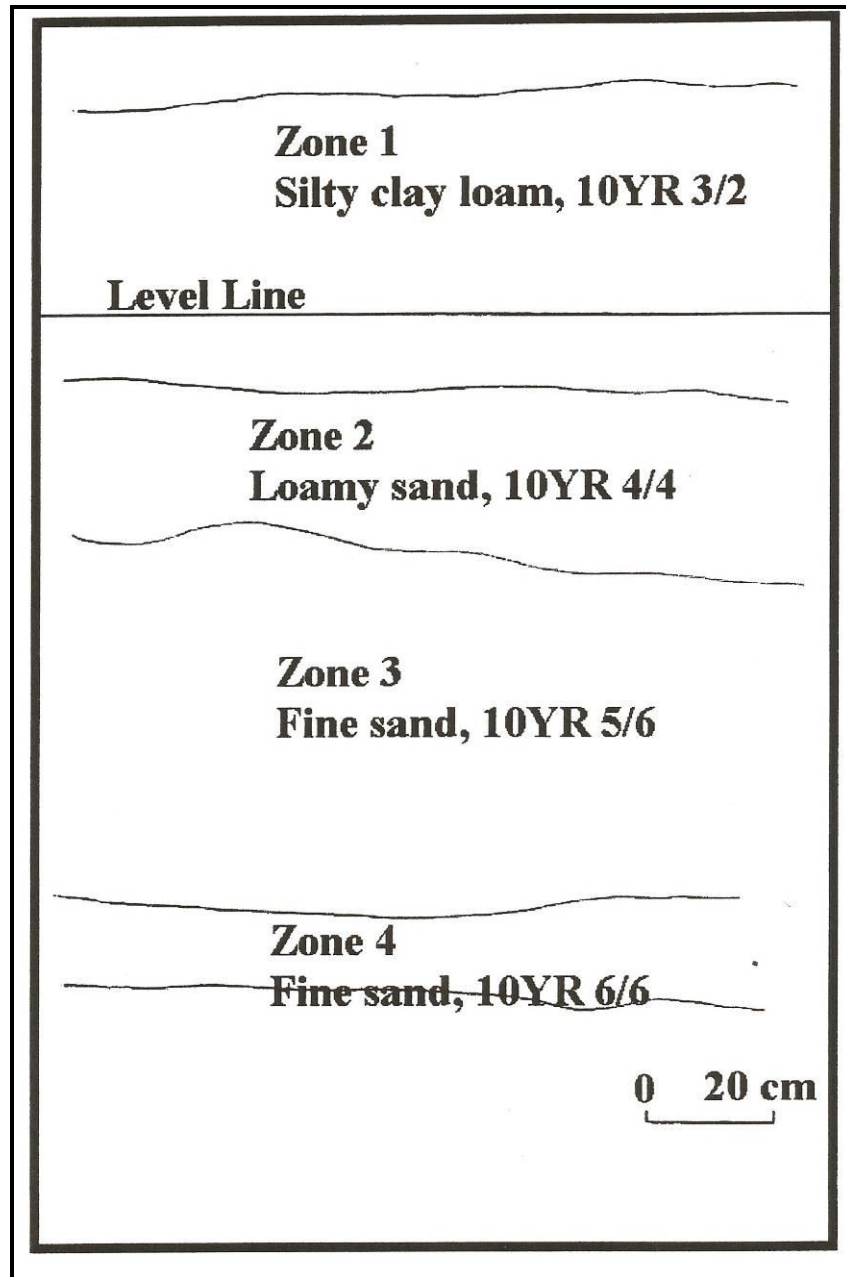 Zone 1
Silty clay loam, 10YR 3/2
Level Line
Zone 2
Loamy sand, 10YR 4/4
Zone 3
Fine sand, 10YR 5/6
Zone 4
Fine sand, 10YR 6/6
0 20 cm